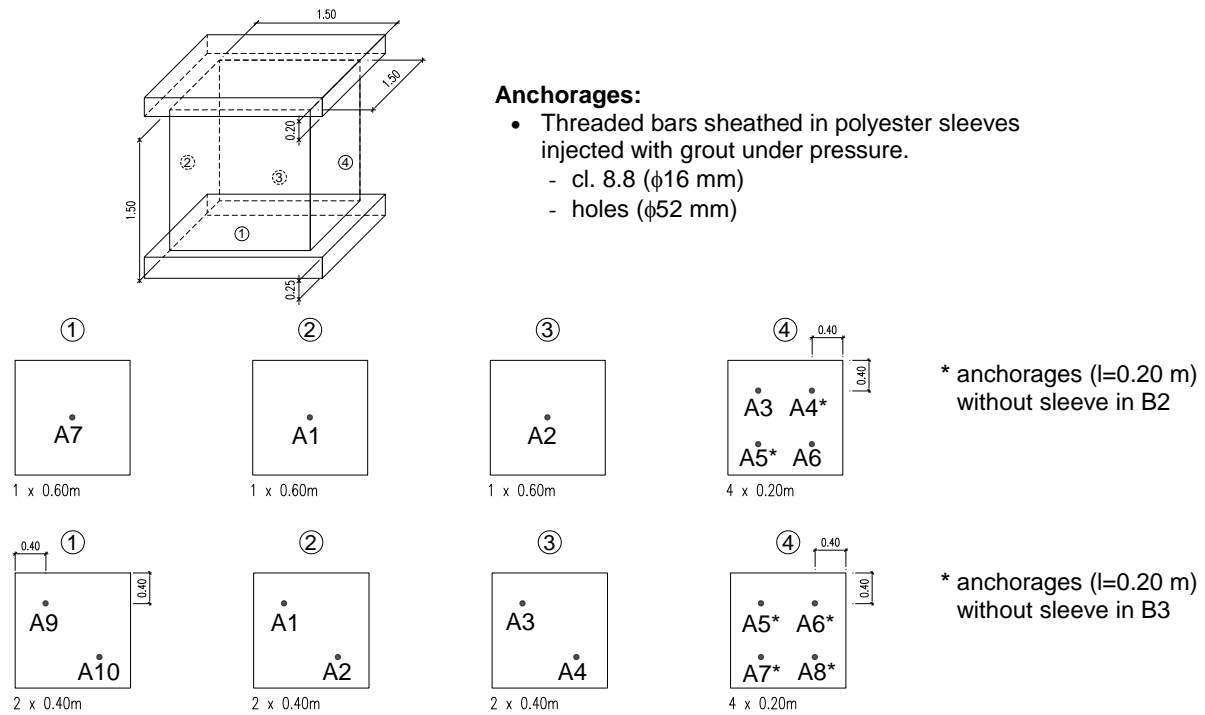 1.50
1.50
0.20
1.50
0.25
② ③ ④
①
Anchorages:
• Threaded bars sheathed in polyester sleeves
injected with grout under pressure.
- cl. 8.8 (ϕ16 mm)
- holes (ϕ52 mm)
① ② ③ ④ 0.40
0.40
A7 A1 A2 A3 A4*
A5* A6
1 x 0.60m 1 x 0.60m 1 x 0.60m 4 x 0.20m
* anchorages (l=0.20 m)
without sleeve in B2
0.40 ① ② ③ ④ 0.40
0.40 0.40
A9 A1 A3 A5* A6*
A10 A2 A4 A7* A8*
2 x 0.40m 2 x 0.40m 2 x 0.40m 4 x 0.20m
* anchorages (l=0.20 m)
without sleeve in B3